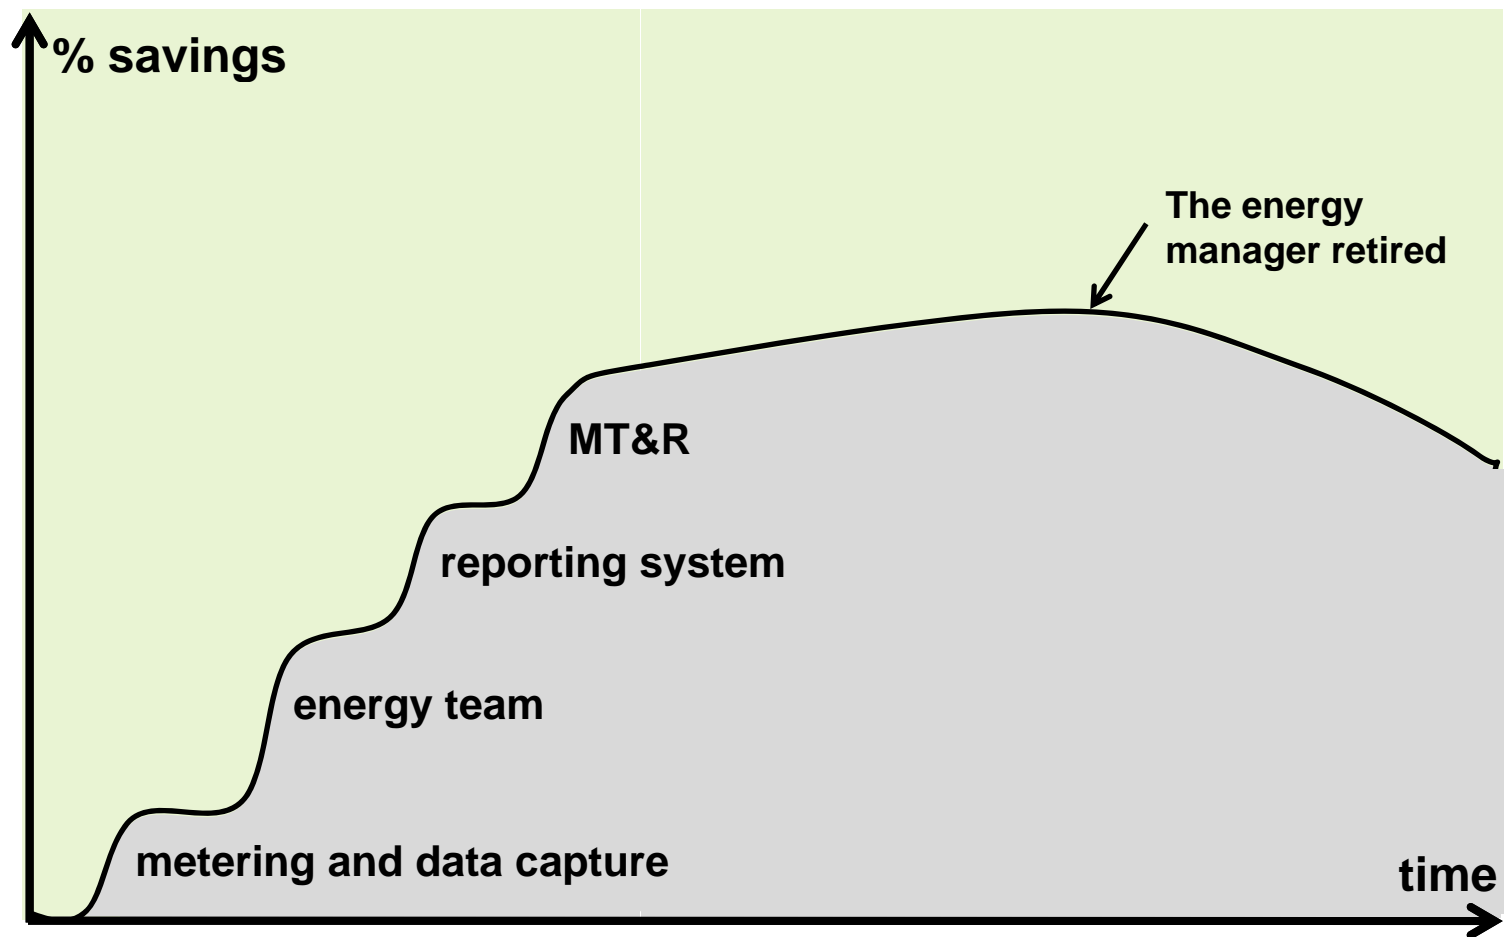 % savings
The energy
manager retired
MT&R
reporting system
energy team
metering and data capture
time